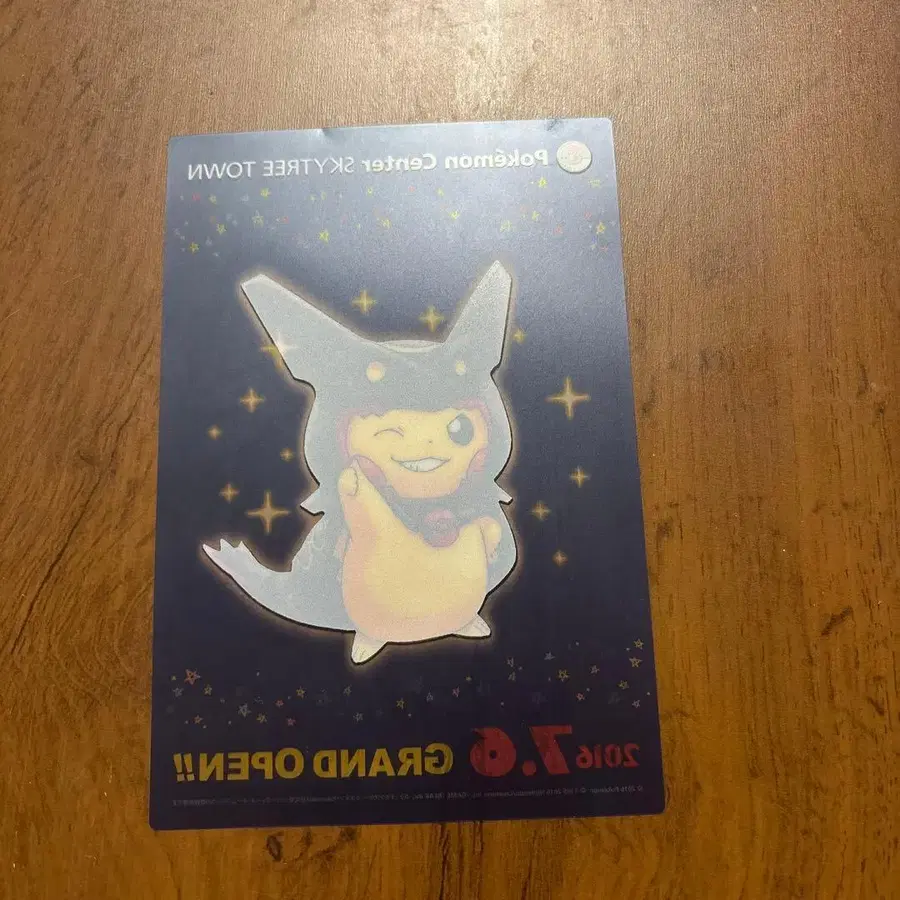 Pokémon Center SKYTREE TOWN
2016 7.6 GRAND OPEN!!